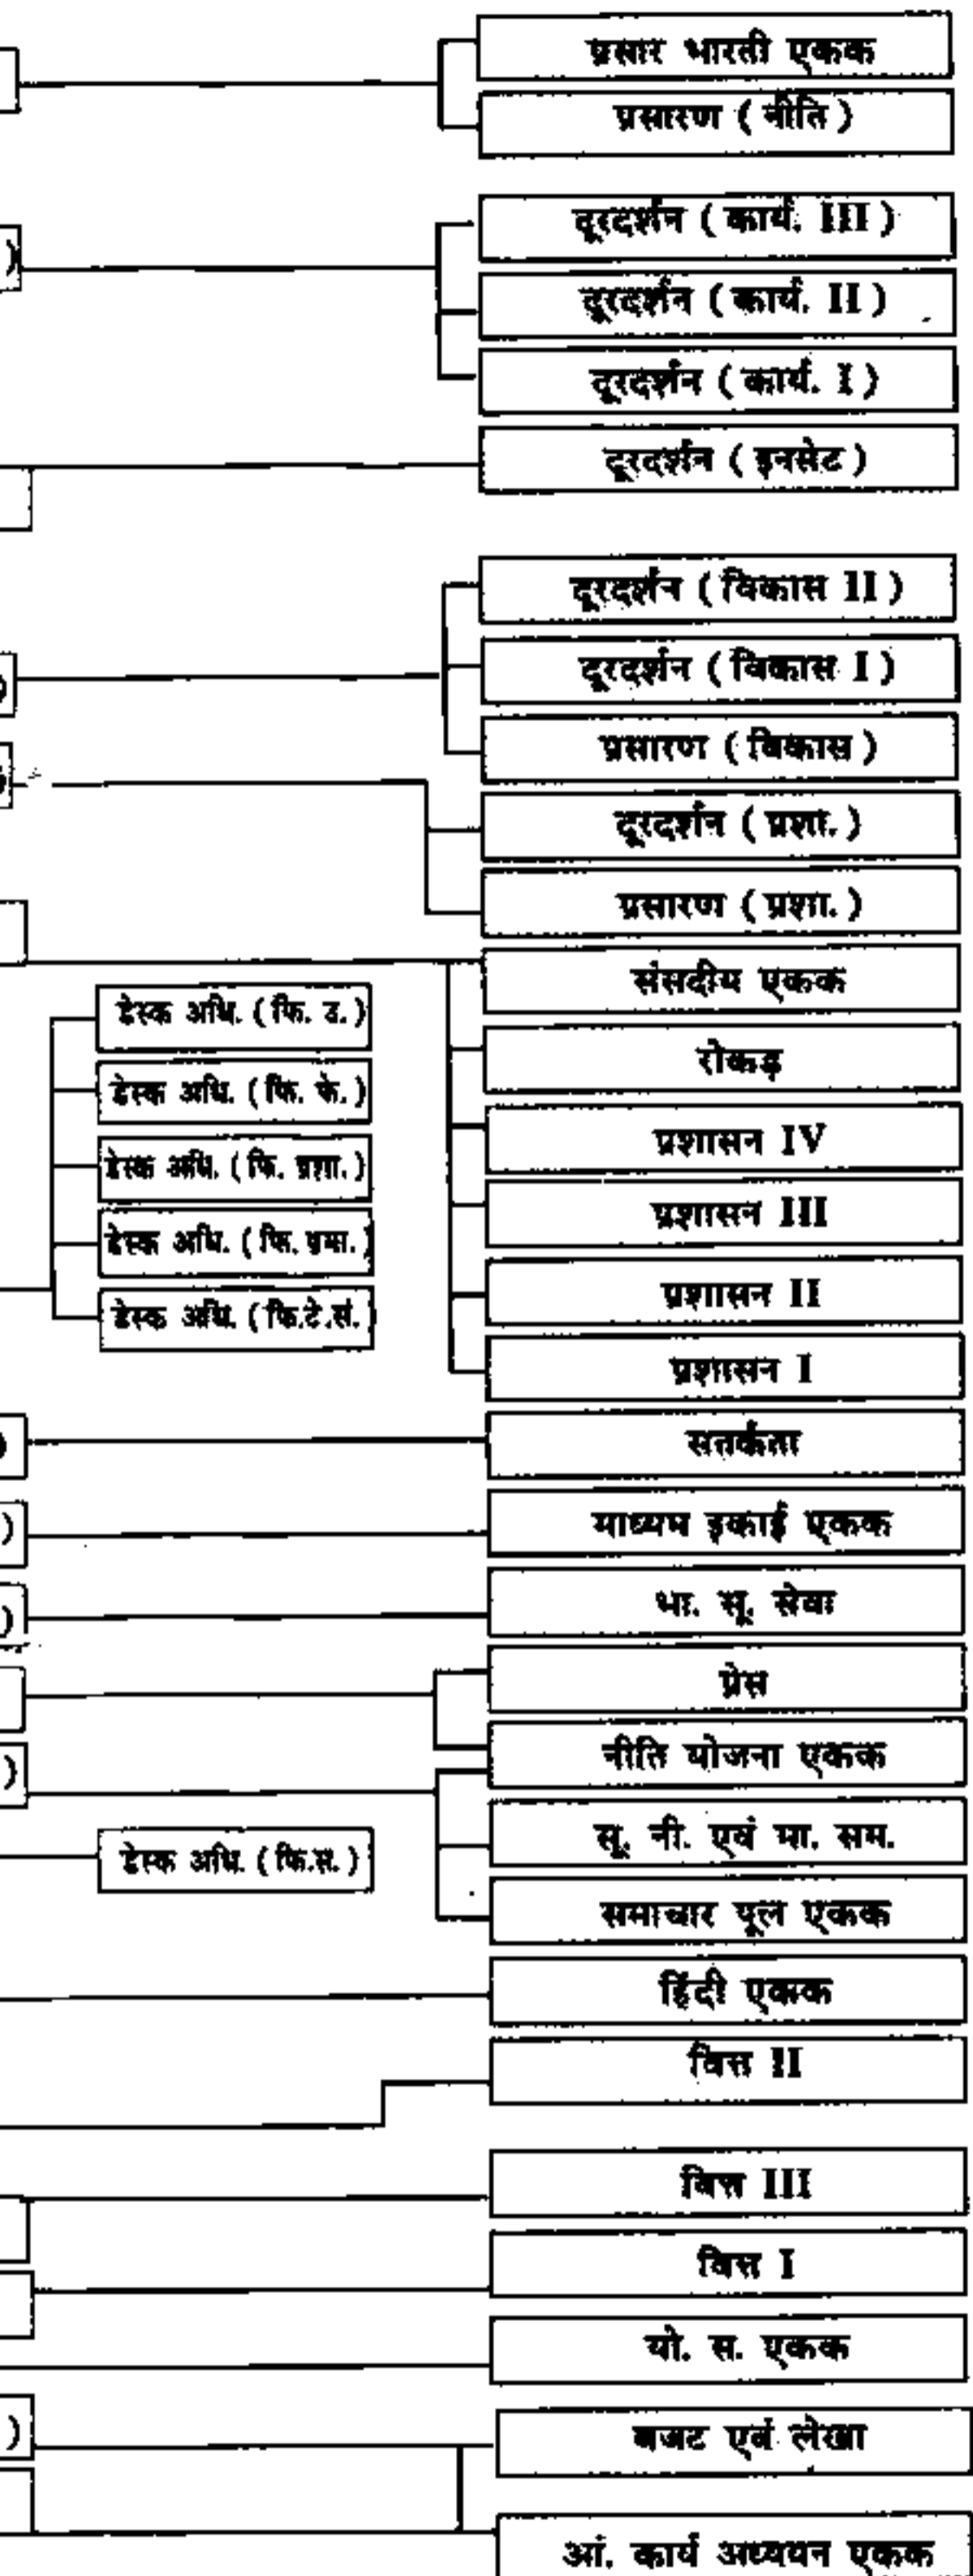 प्रसार भारती एकक
प्रसारण ( नीति )
)
दूरदर्शन ( कार्य. III )
दूरदर्शन ( कार्य. II )
दूरदर्शन ( कार्य. I )
दूरदर्शन ( इनसेट )
दूरदर्शन ( विकास II )
दूरदर्शन ( विकास I )
)
प्रसारण ( विकास )
)
दूरदर्शन ( प्रशा. )
प्रसारण ( प्रशा. )
संसदीय एकक
डेस्क अधि. ( फि. उ. )
रोकड़
डेस्क अधि. ( फि. फे. )
प्रशासन IV
डेस्क अधि. ( फि. प्रशा. )
प्रशासन III
डेस्क अधि. ( फि. प्रमा. )
प्रशासन II
डेस्क अधि. ( फि.टे.सं. )
प्रशासन I
)
सतर्कता
)
माध्यम इकाई एकक
)
भा. सू. सेवा
प्रेस
)
नीति योजना एकक
सू. नी. एवं मा. सम.
डेस्क अधि. ( फि.स. )
समाचार पूल एकक
हिंदी एकक
वित्त II
वित्त III
वित्त I
यो. स. एकक
)
बजट एवं लेखा
आं. कार्य अध्ययन एकक